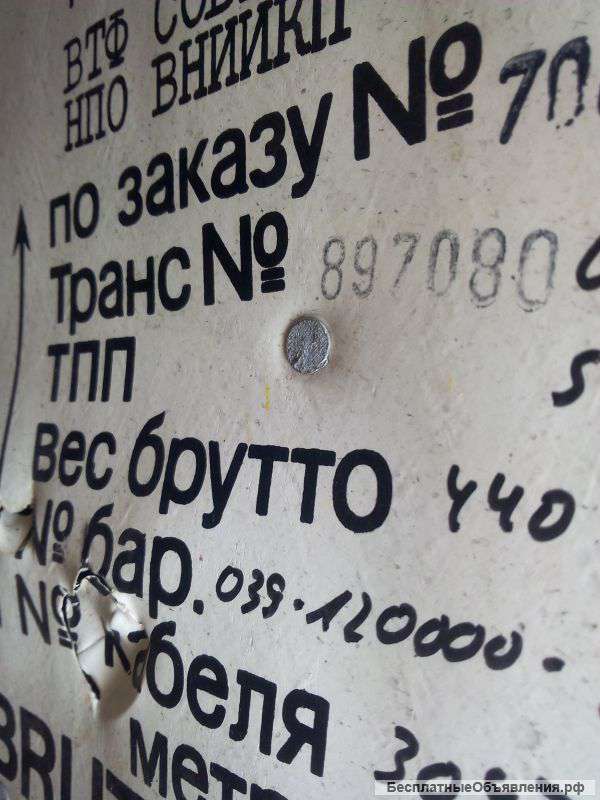 ВТФ
НПО ВНИИКП
по заказу №
Транс № 897080
ТПП
вес брутто 440
№ бар. 039.120000.
№ кабеля
БесплатныеОбъявления.рф